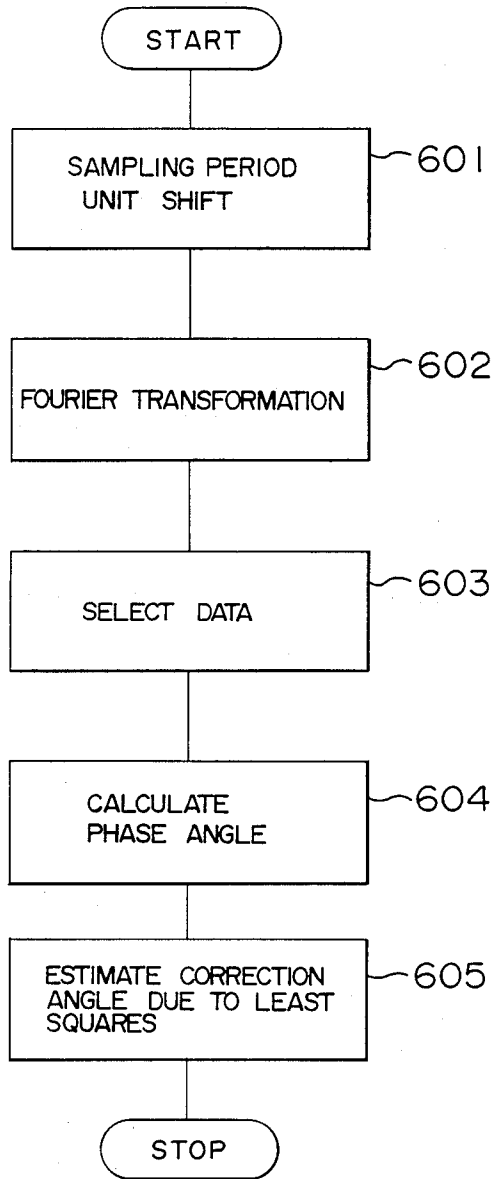 START
SAMPLING PERIOD
UNIT SHIFT
601
FOURIER TRANSFORMATION
602
SELECT DATA
603
CALCULATE
PHASE ANGLE
604
ESTIMATE CORRECTION
ANGLE DUE TO LEAST
SQUARES
605
STOP